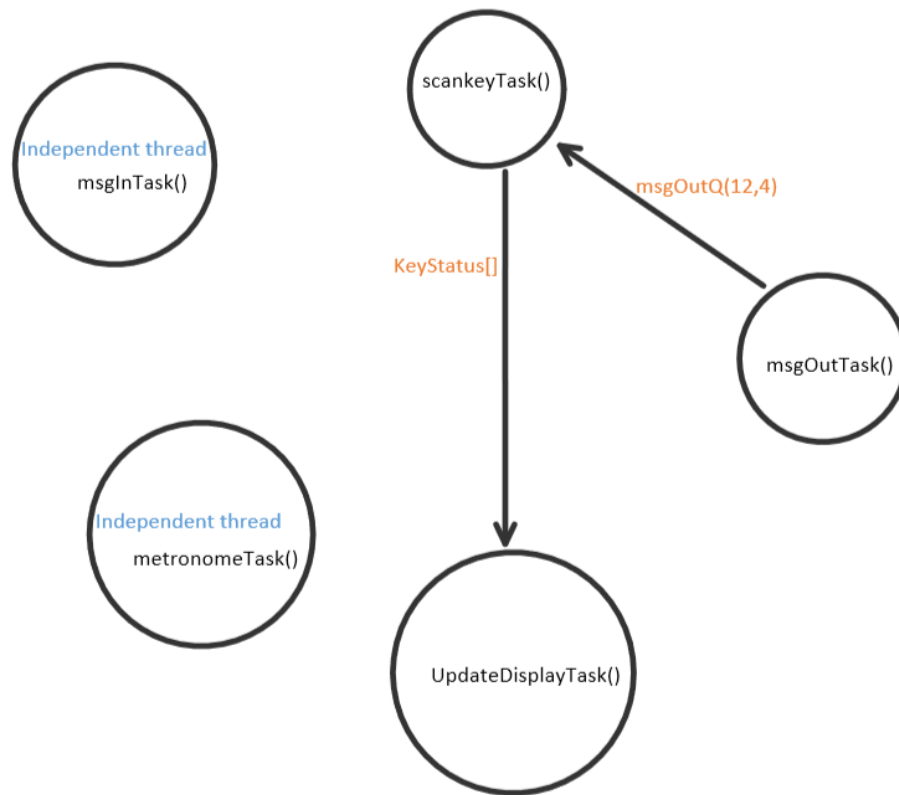 scankeyTask()
Independent thread
msgInTask()
msgOutQ(12,4)
KeyStatus[]
msgOutTask()
Independent thread
metronomeTask()
UpdateDisplayTask()